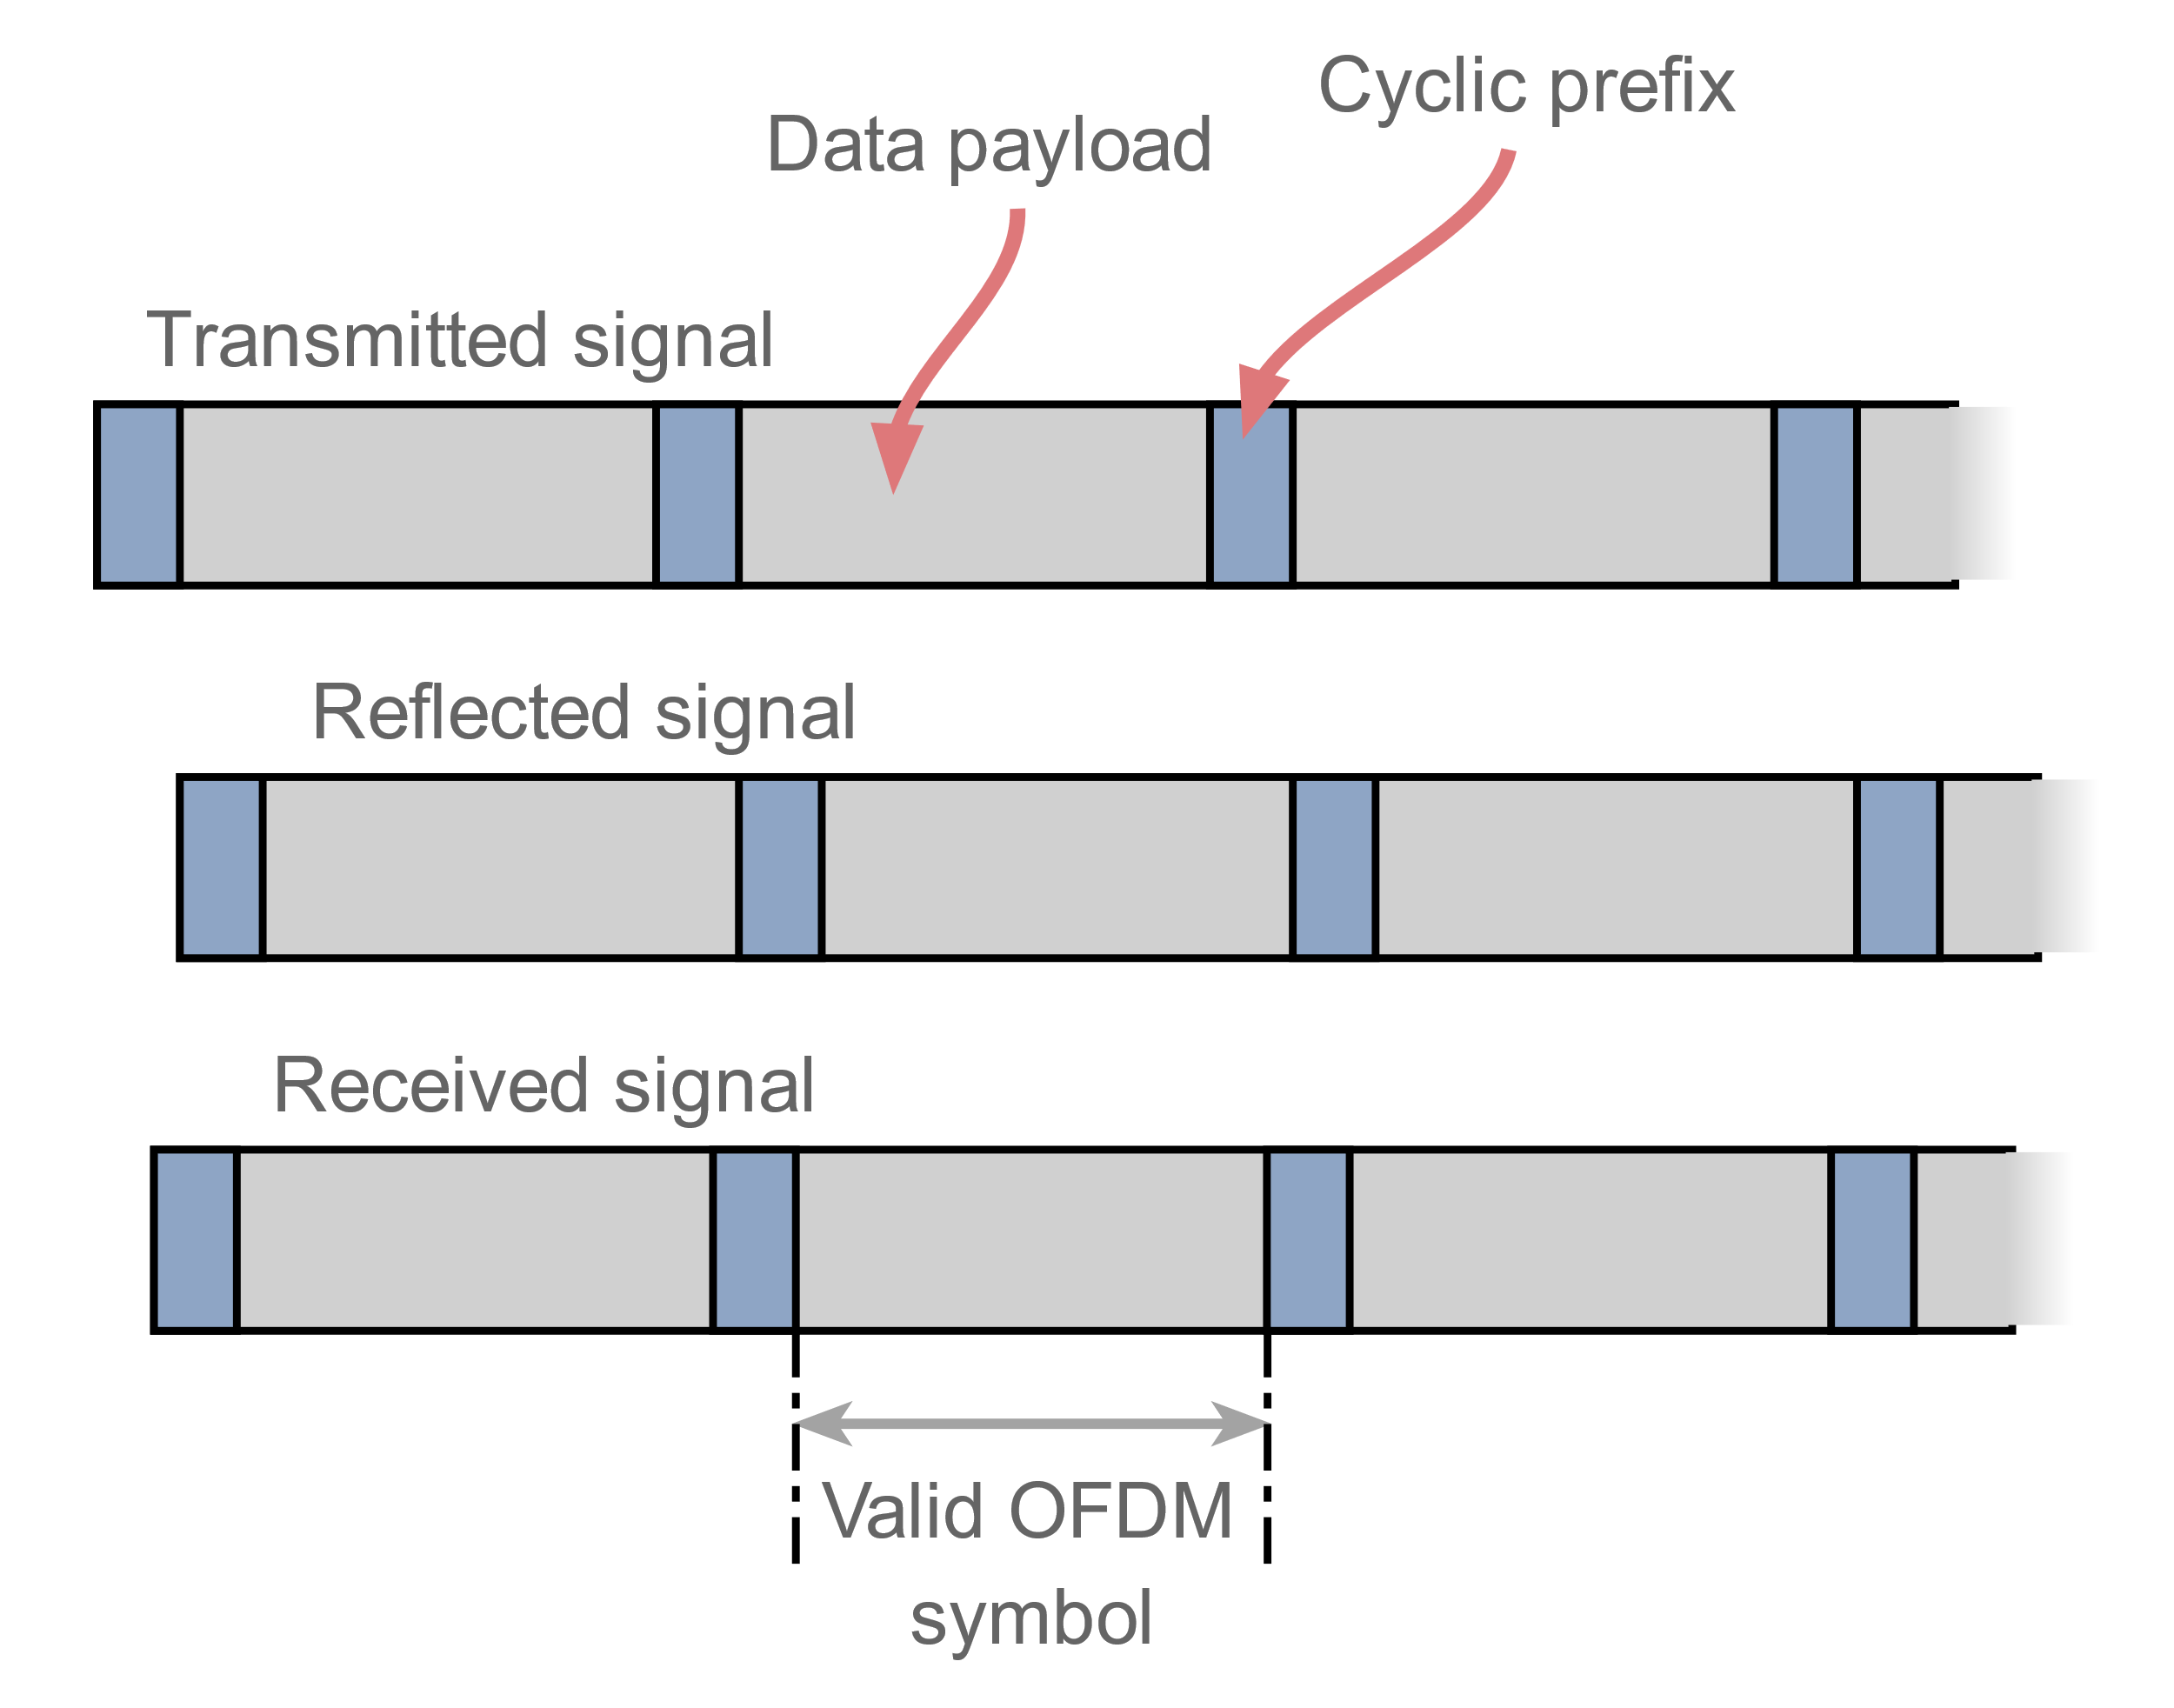 Cyclic prefix
Data payload
Transmitted signal
Reflected signal
Received signal
Valid OFDM
symbol